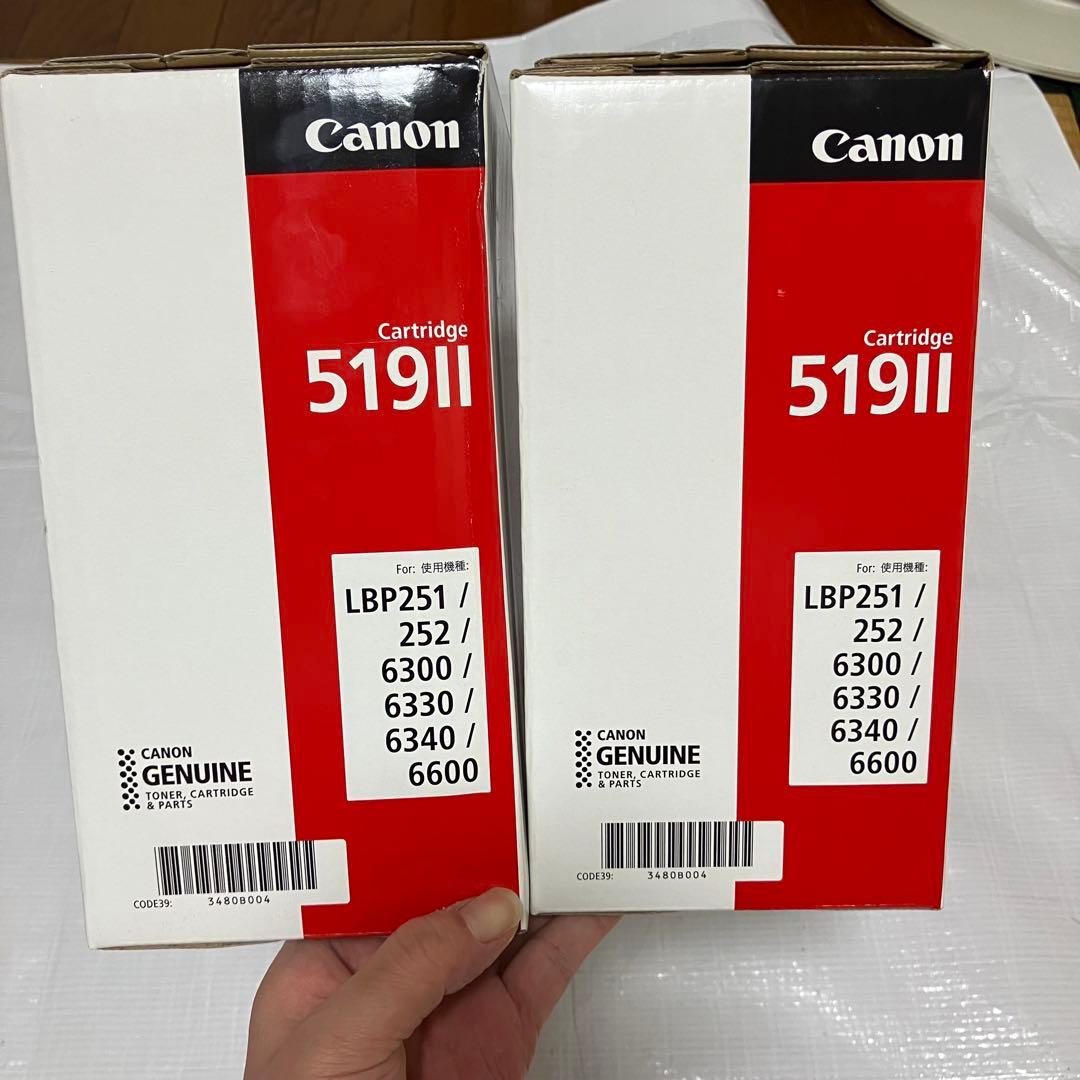 Canon
Cartridge
519II
For: 使用機種:
LBP251 /
252 /
6300 /
6330 /
6340 /
6600
CANON
GENUINE
TONER, CARTRIDGE
& PARTS
CODE39:
3480B004
Canon
Cartridge
519II
For: 使用機種:
LBP251 /
252 /
6300 /
6330 /
6340 /
6600
CANON
GENUINE
TONER, CARTRIDGE
& PARTS
CODE39:
3480B004